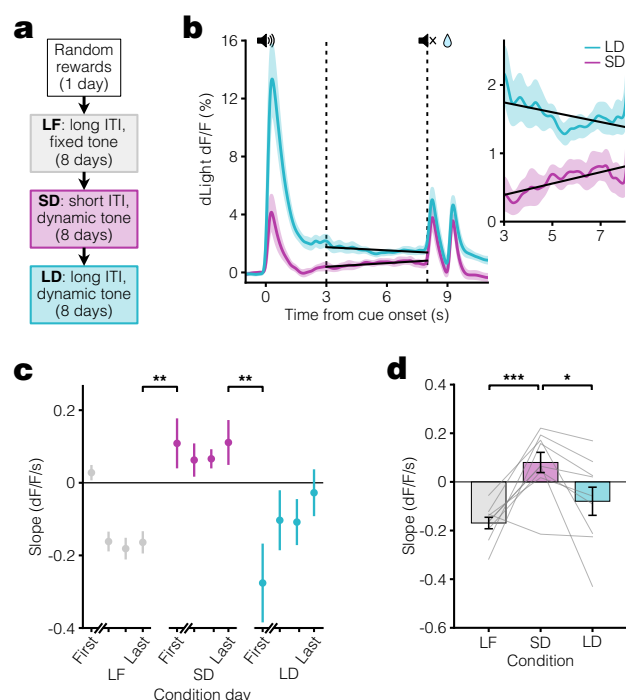 a
Random
rewards
(1 day)
LF: long ITI,
fixed tone
(8 days)
SD: short ITI,
dynamic tone
(8 days)
LD: long ITI,
dynamic tone
(8 days)
b
dLight dF/F (%)
16
12
8
4
0
0
3
6
9
Time from cue onset (s)
LD
SD
2
1
0
3
5
7
c
Slope (dF/F/s)
0.2
0
-0.2
-0.4
**
**
First
Last
First
Last
First
Last
LF
SD
LD
Condition day
d
Slope (dF/F/s)
0.4
0.2
0
-0.2
-0.4
-0.6
***
*
LF
SD
LD
Condition